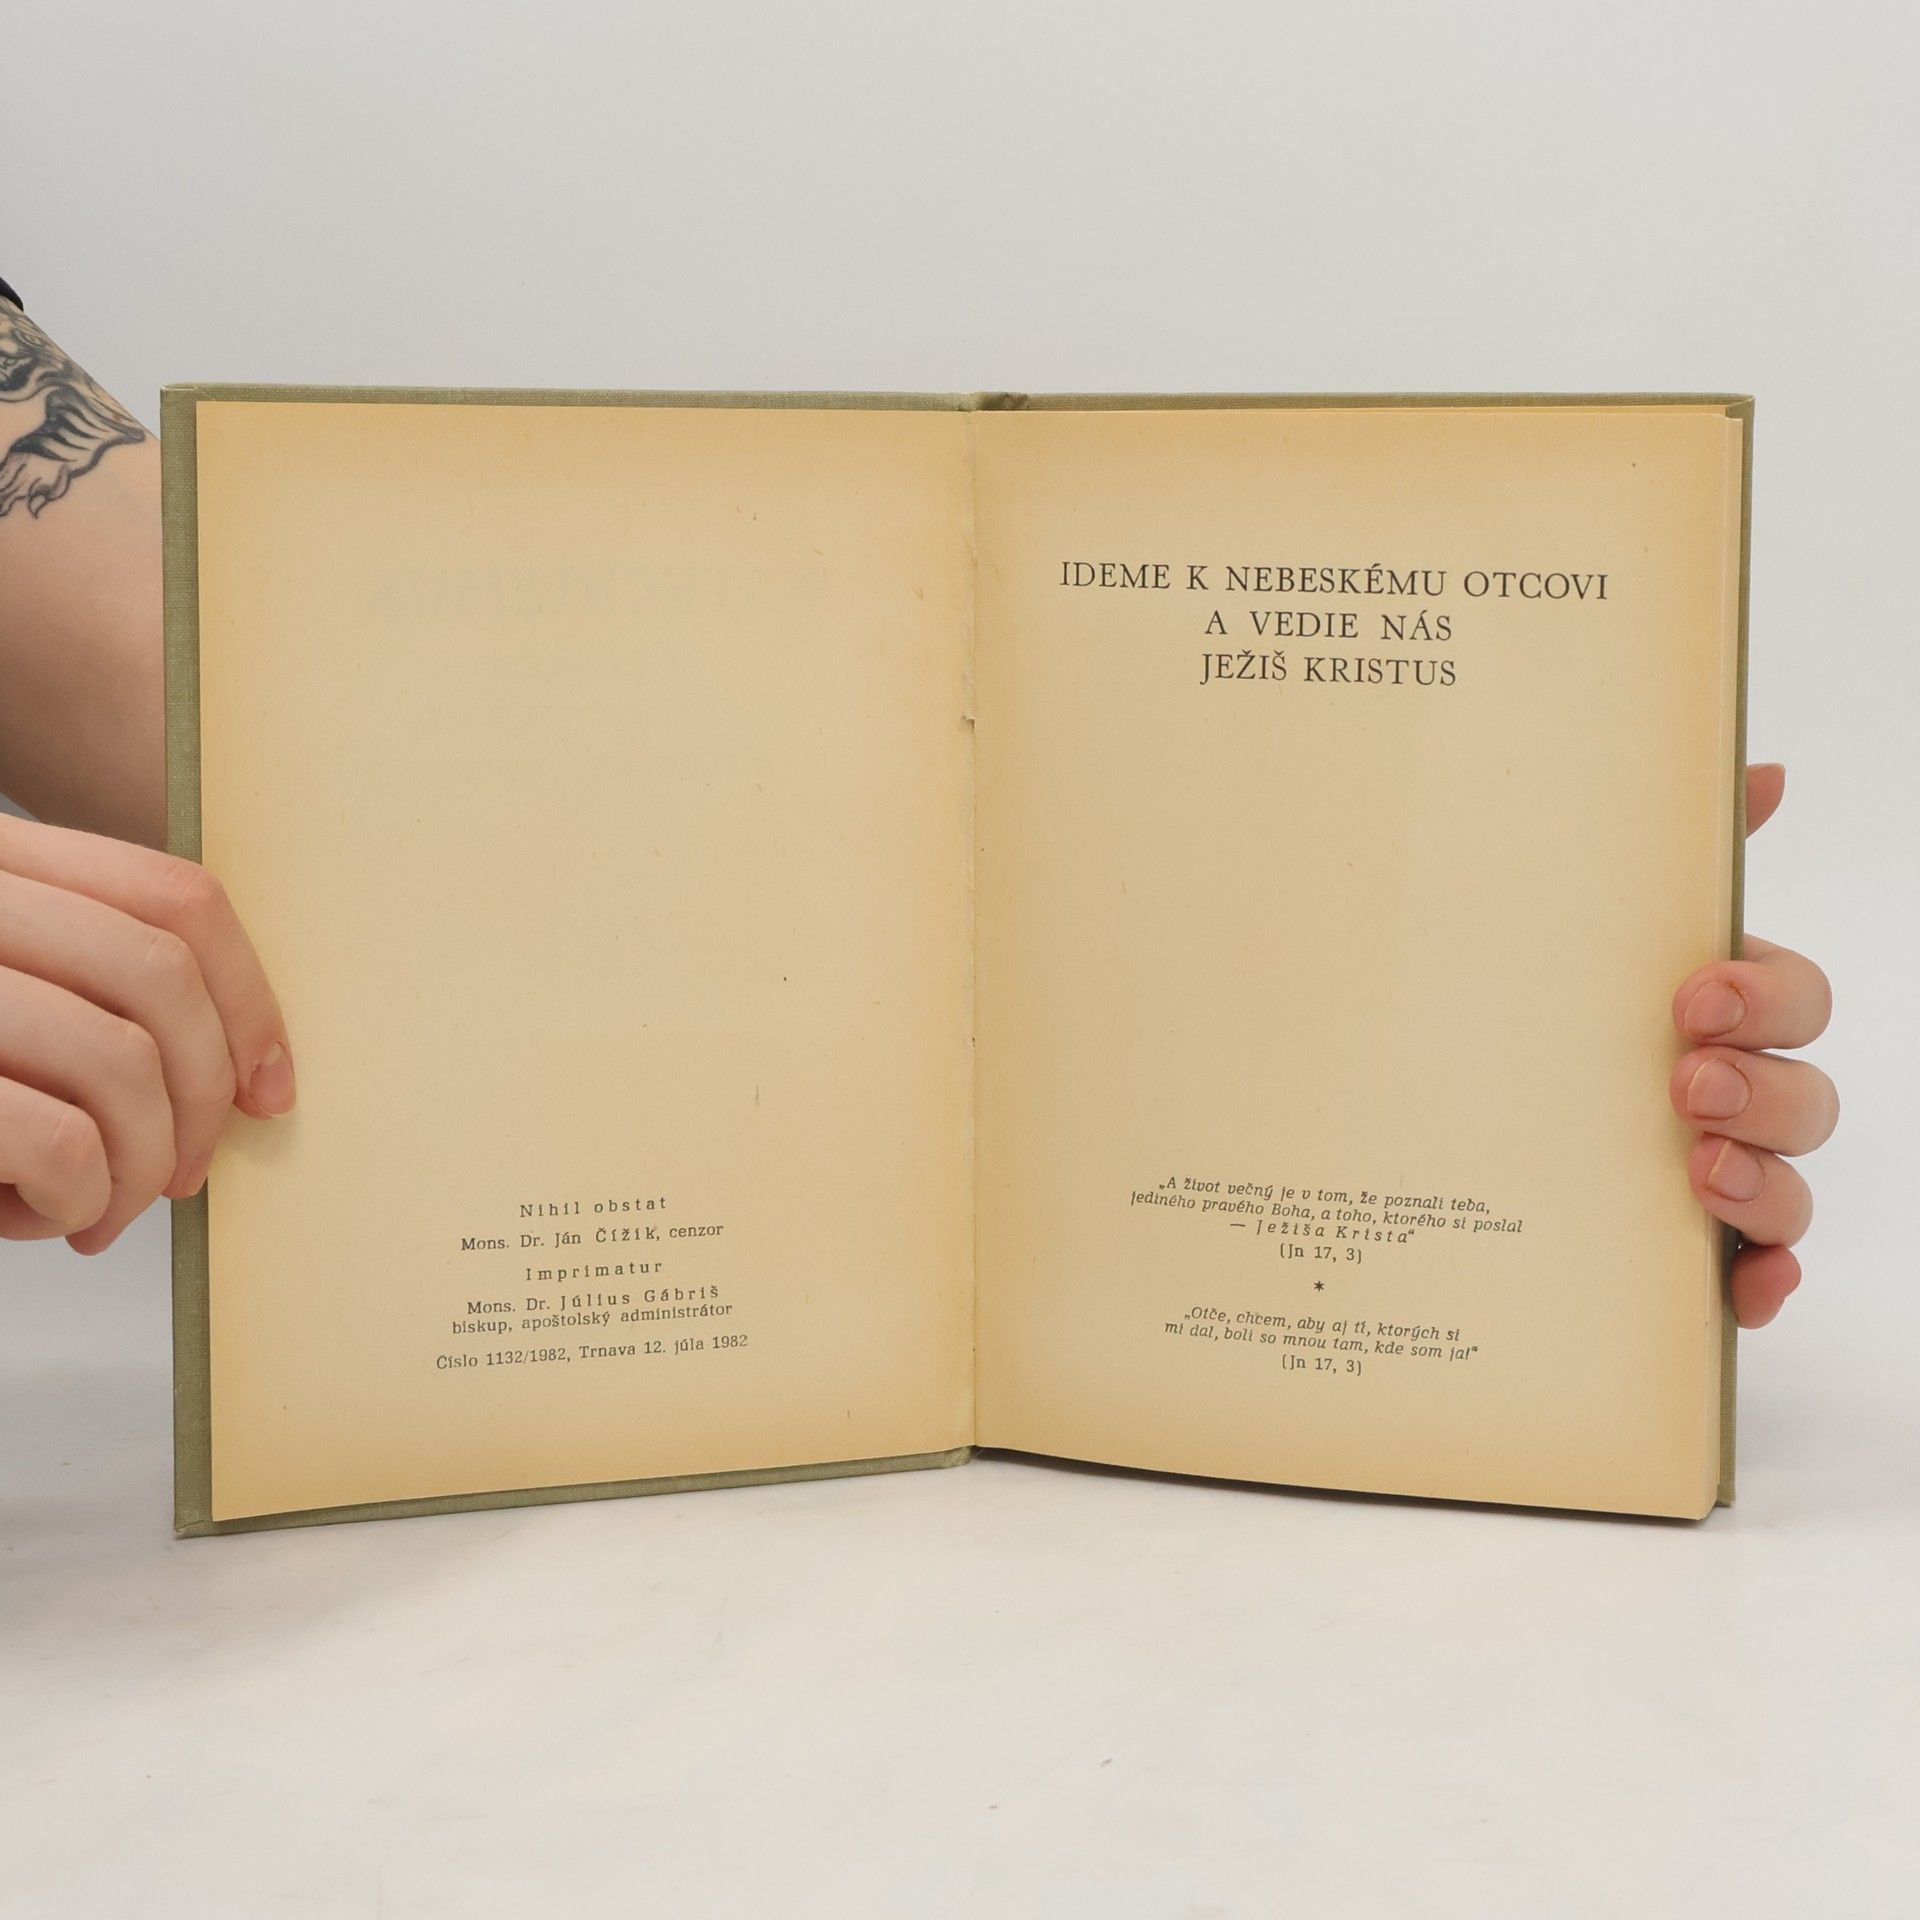 Nihil obstat
Mons. Dr. Ján Čížik, cenzor
Imprimatur
Mons. Dr. Július Gábriš
biskup, apoštolský administrátor
Číslo 1132/1982, Trnava 12. júla 1982
IDEME K NEBESKÉMU OTCOVI
A VEDIE NÁS
JEŽIŠ KRISTUS
„A život večný je v tom, že poznali teba,
jediného pravého Boha, a toho, ktorého si poslal
— Ježiša Krista“
(Jn 17, 3)
*
„Otče, chcem, aby aj tí, ktorých si
mi dal, boli so mnou tam, kde som ja!“
(Jn 17, 3)